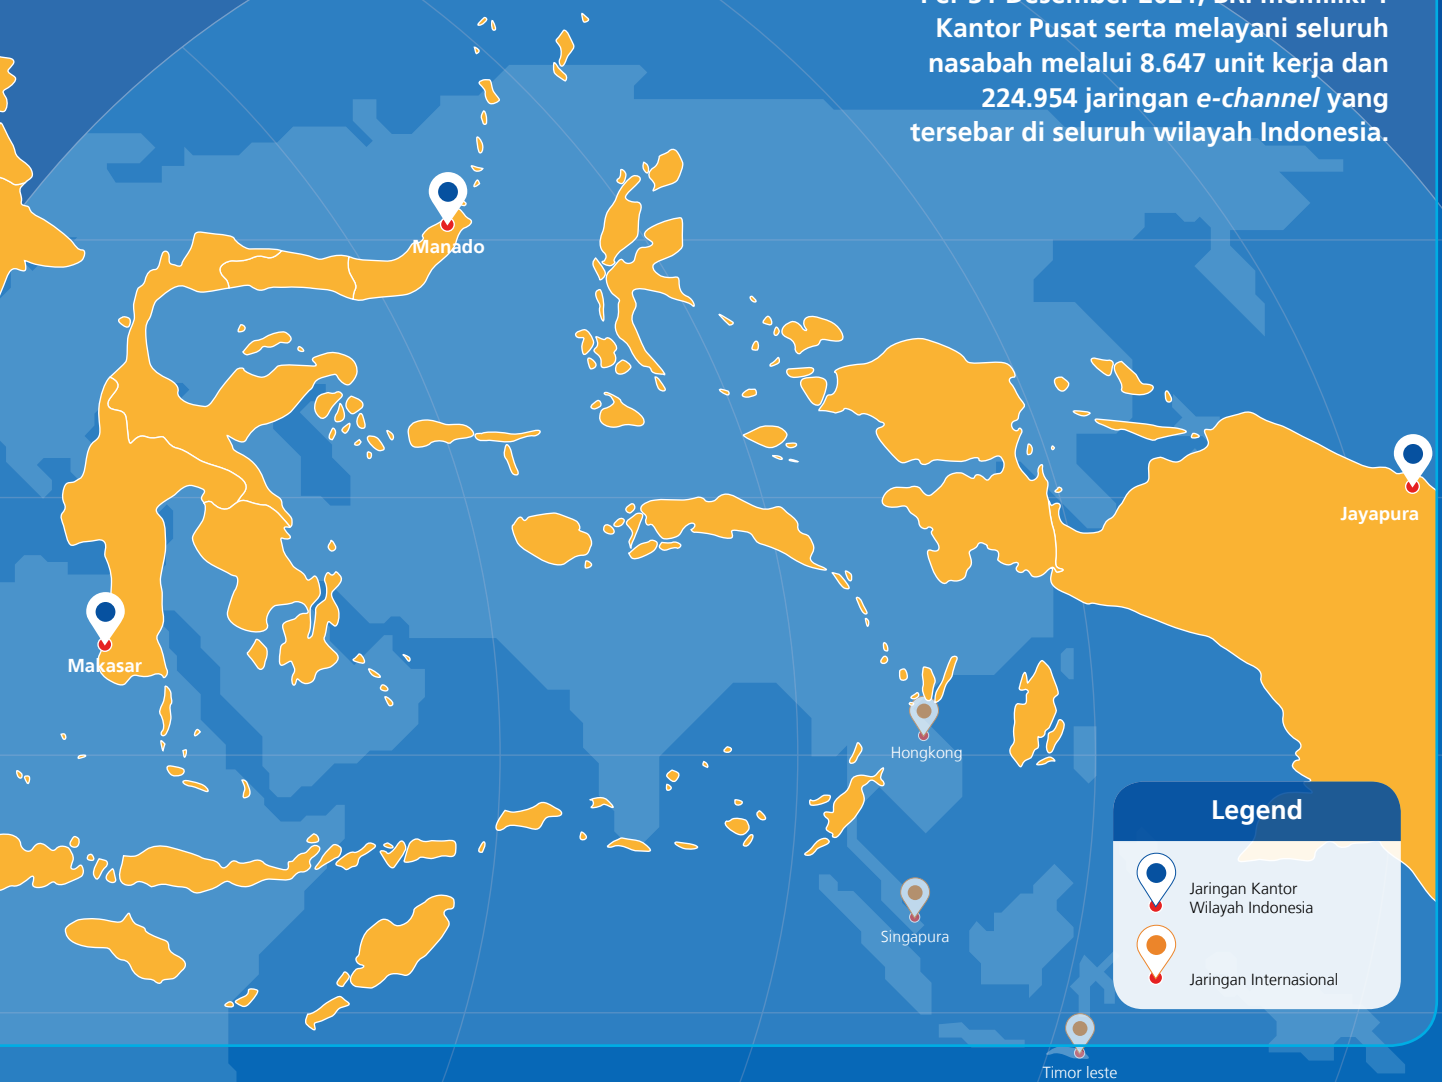 Kantor Pusat serta melayani seluruh
nasabah melalui 8.647 unit kerja dan
224.954 jaringan e-channel yang
tersebar di seluruh wilayah Indonesia.
Manado
Jayapura
Makasar
Hongkong
Legend
Jaringan Kantor
Wilayah Indonesia
Singapura
Jaringan Internasional
Timor leste